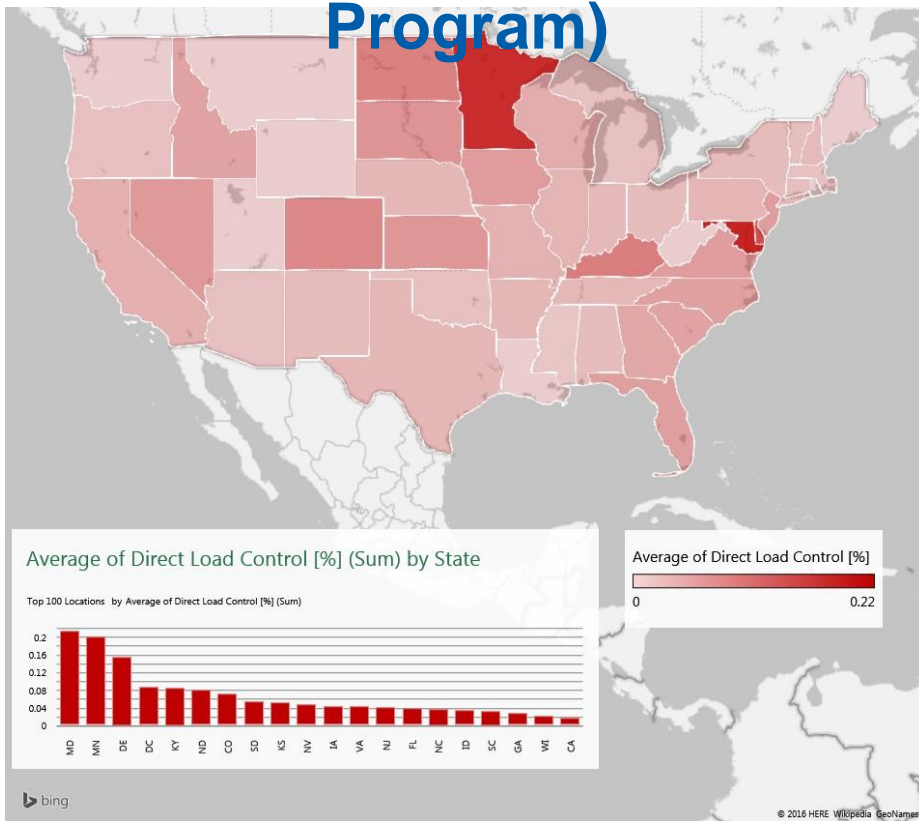 Program)
Average of Direct Load Control [%] (Sum) by State
Top 100 Locations by Average of Direct Load Control [%] (Sum)
0.2
0.16
0.12
0.08
0.04
0
MD MN DE DC KY ND CO SD KS NV IA VA NJ FL NC ID SC GA WI CA
Average of Direct Load Control [%]
0 0.22
bing
© 2016 HERE Wikipedia GeoNames